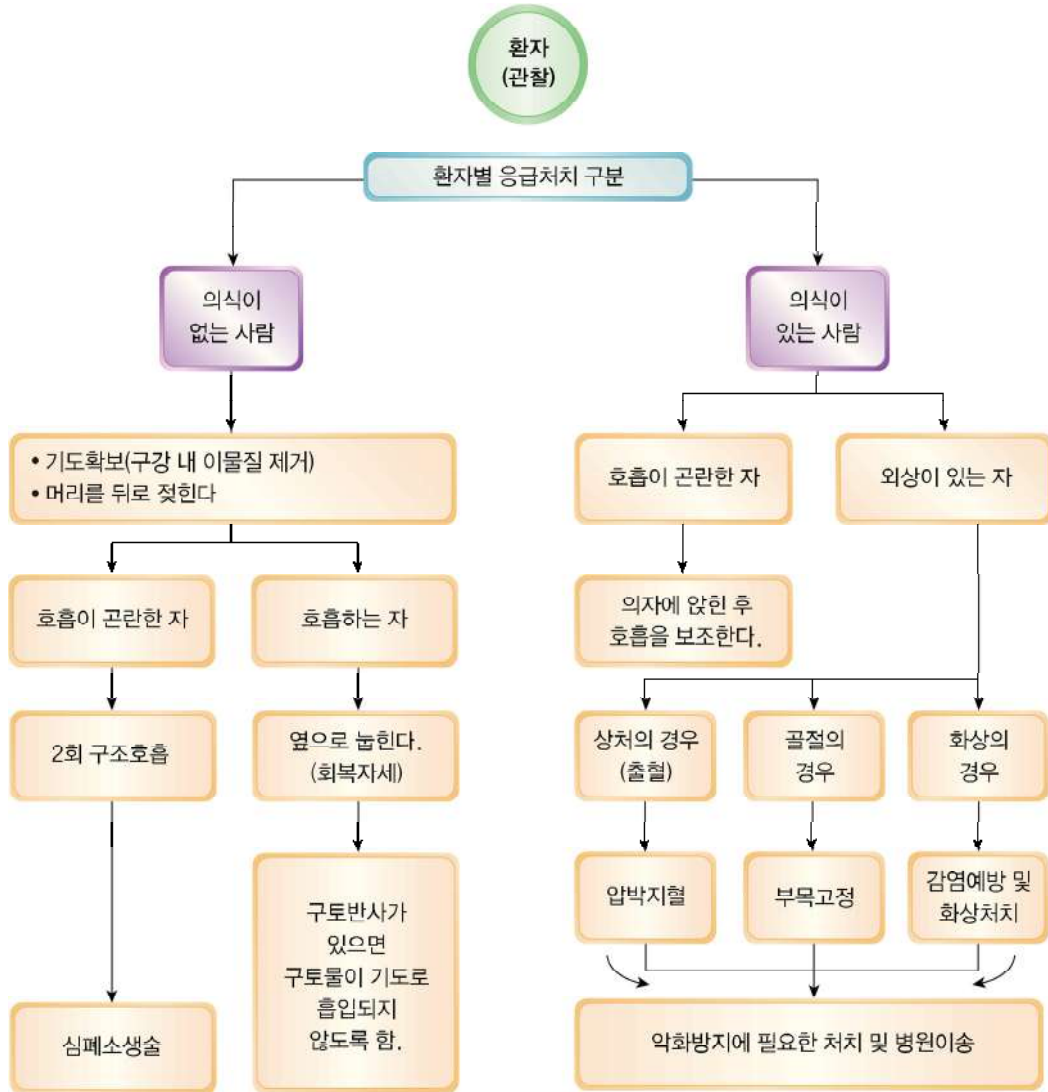 환자
(관찰)
환자별 응급처치 구분
의식이
없는 사람
의식이
있는 사람
• 기도확보(구강 내 이물질 제거)
• 머리를 뒤로 젖힌다
호흡이 곤란한 자
외상이 있는 자
호흡이 곤란한 자
호흡하는 자
의자에 앉힌 후
호흡을 보조한다.
2회 구조호흡
옆으로 눕힌다.
(회복자세)
상처의 경우
(출혈)
골절의
경우
화상의
경우
구토반사가
있으면
구토물이 기도로
흡입되지
않도록 함.
압박지혈
부목고정
감염예방 및
화상처치
심폐소생술
악화방지에 필요한 처치 및 병원이송